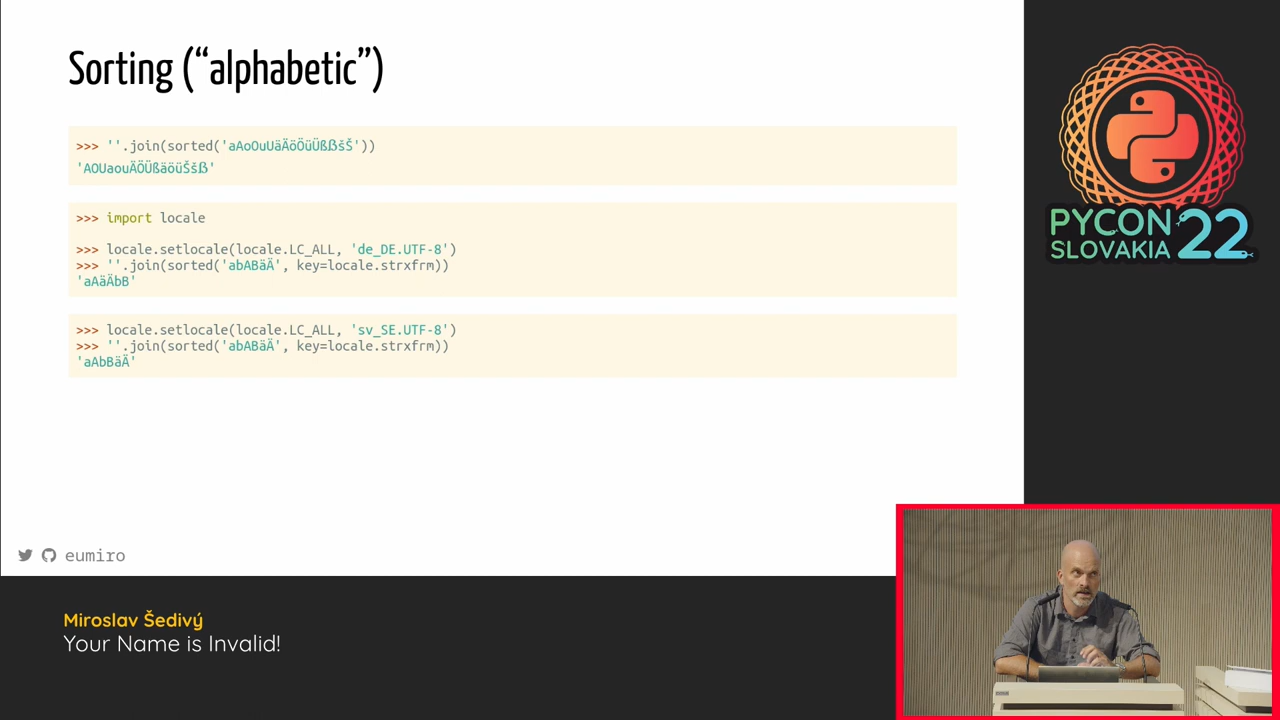 Sorting (“alphabetic”)
>>> ''.join(sorted('aAoOuUäÄöÖüÜßẞšŠ'))
'AOUaouÄÖÜßäöüŠšẞ'
>>> import locale
>>> locale.setlocale(locale.LC_ALL, 'de_DE.UTF-8')
>>> ''.join(sorted('abABäÄ', key=locale.strxfrm))
'aAäÄbB'
>>> locale.setlocale(locale.LC_ALL, 'sv_SE.UTF-8')
>>> ''.join(sorted('abABäÄ', key=locale.strxfrm))
'aAbBäÄ'
eumiro
PYCON
SLOVAKIA 22
Miroslav Šedivý
Your Name is Invalid!